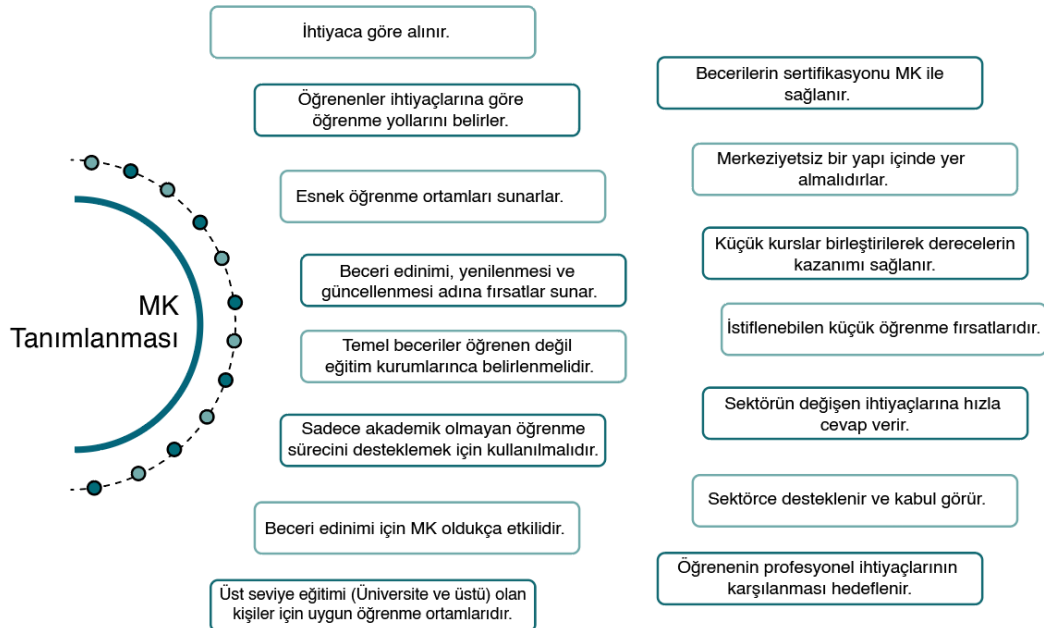 MK
Tanımlanması
İhtiyaca göre alınır.
Öğrenenler ihtiyaçlarına göre
öğrenme yollarını belirler.
Esnek öğrenme ortamları sunarlar.
Beceri edinimi, yenilenmesi ve
güncellenmesi adına fırsatlar sunar.
Temel beceriler öğrenen değil
eğitim kurumlarınca belirlenmelidir.
Sadece akademik olmayan öğrenme
sürecini desteklemek için kullanılmalıdır.
Beceri edinimi için MK oldukça etkilidir.
Üst seviye eğitimi (Üniversite ve üstü) olan
kişiler için uygun öğrenme ortamlarıdır.
Becerilerin sertifikasyonu MK ile
sağlanır.
Merkeziyetsiz bir yapı içinde yer
almalıdırlar.
Küçük kurslar birleştirilerek derecelerin
kazanımı sağlanır.
İstiflenebilen küçük öğrenme fırsatlarıdır.
Sektörün değişen ihtiyaçlarına hızla
cevap verir.
Sektörce desteklenir ve kabul görür.
Öğrenenin profesyonel ihtiyaçlarının
karşılanması hedeflenir.